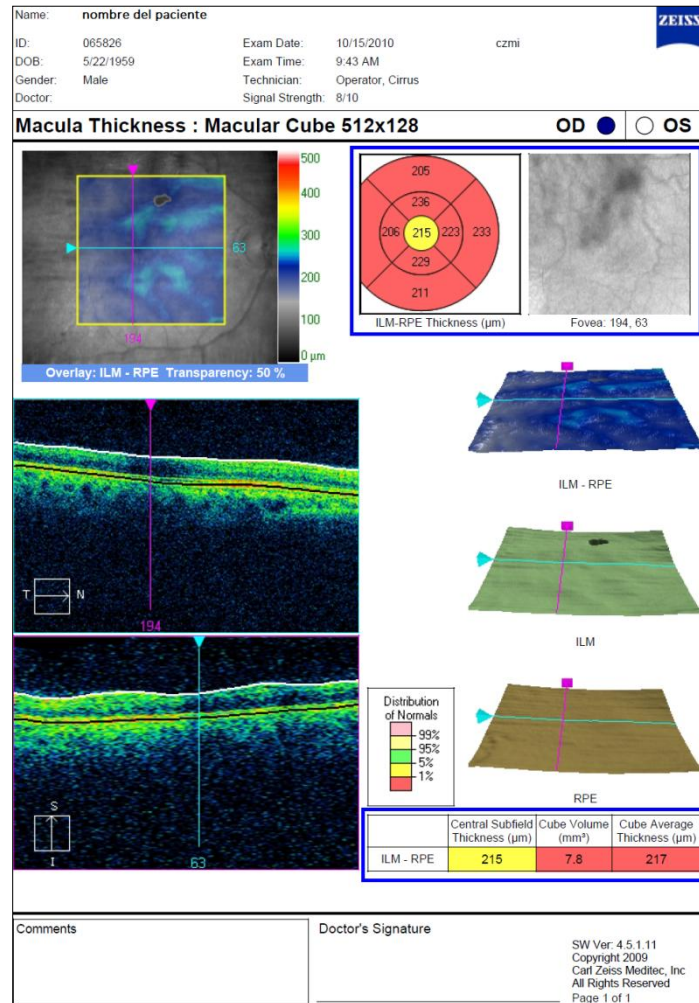 Name: nombre del paciente
ZEISS
ID: 065826 Exam Date: 10/15/2010 czmi
DOB: 5/22/1959 Exam Time: 9:43 AM
Gender: Male Technician: Operator, Cirrus
Doctor: Signal Strength: 8/10
Macula Thickness : Macular Cube 512x128 OD OS
500
400
300
200
100
0 µm
63
194
Overlay: ILM - RPE Transparency: 50 %
205
236
206 215 223 233
229
211
ILM-RPE Thickness (µm)
Fovea: 194, 63
ILM - RPE
T N
194
ILM
Distribution
of Normals
99%
95%
5%
1%
S
I
63
RPE
Central Subfield Thickness (µm) Cube Volume (mm³) Cube Average Thickness (µm)
ILM - RPE 215 7.8 217
Comments
Doctor's Signature
SW Ver: 4.5.1.11
Copyright 2009
Carl Zeiss Meditec, Inc
All Rights Reserved
Page 1 of 1